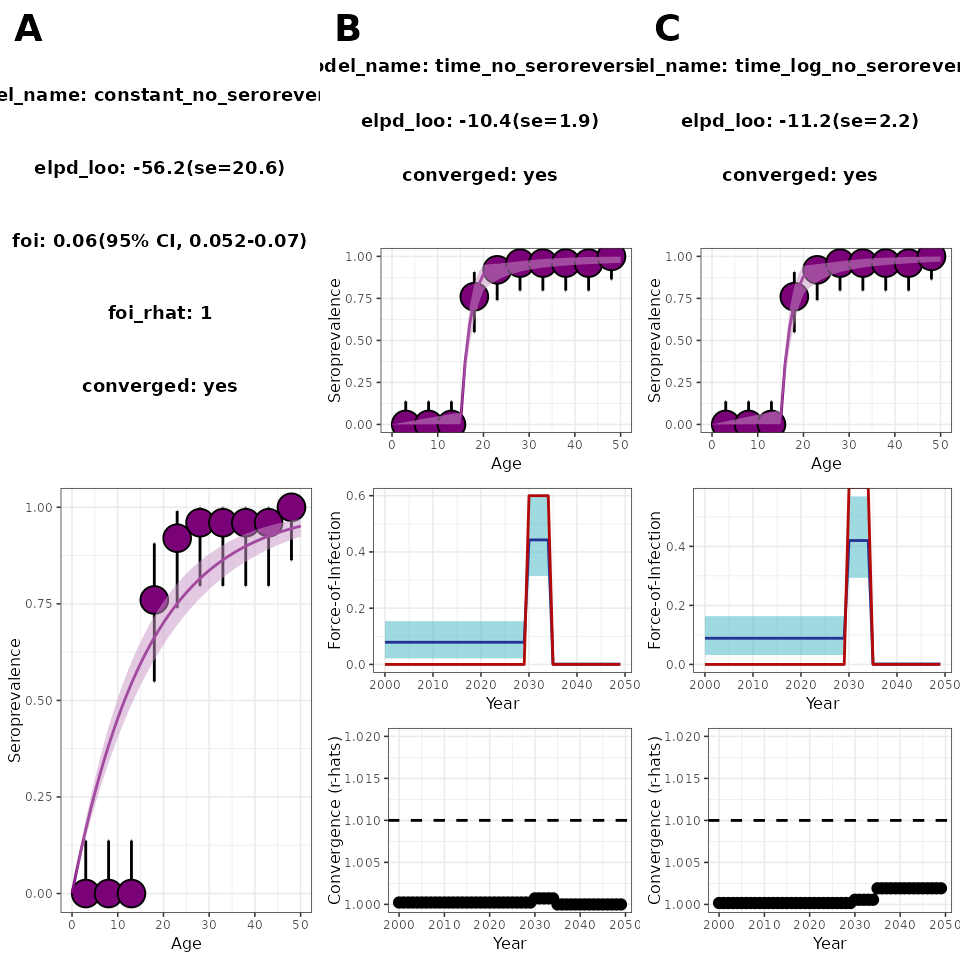 A
el_name: constant_no_serorever
elpd_loo: -56.2(se=20.6)
foi: 0.06(95% CI, 0.052-0.07)
foi_rhat: 1
converged: yes
1.00
0.75
0.50
0.25
0.00
Seroprevalence
0 10 20 30 40 50
Age
B
odel_name: time_no_seroreversi
elpd_loo: -10.4(se=1.9)
converged: yes
1.00
0.75
0.50
0.25
0.00
Seroprevalence
0 10 20 30 40 50
Age
0.6
0.4
0.2
0.0
Force-of-Infection
2000 2010 2020 2030 2040 2050
Year
1.020
1.015
1.010
1.005
1.000
Convergence (r-hats)
2000 2010 2020 2030 2040 2050
Year
C
el_name: time_log_no_serorever
elpd_loo: -11.2(se=2.2)
converged: yes
1.00
0.75
0.50
0.25
0.00
Seroprevalence
0 10 20 30 40 50
Age
0.4
0.2
0.0
Force-of-Infection
2000 2010 2020 2030 2040 2050
Year
1.020
1.015
1.010
1.005
1.000
Convergence (r-hats)
2000 2010 2020 2030 2040 2050
Year